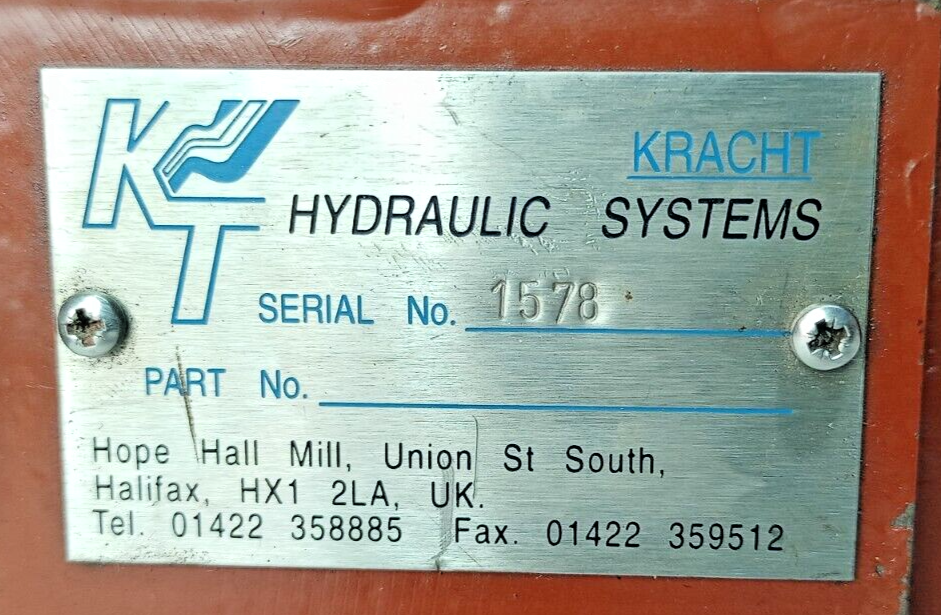 KT
KRACHT
HYDRAULIC SYSTEMS
SERIAL No. 1578
PART No.
Hope Hall Mill, Union St South,
Halifax, HX1 2LA, UK.
Tel. 01422 358885 Fax. 01422 359512